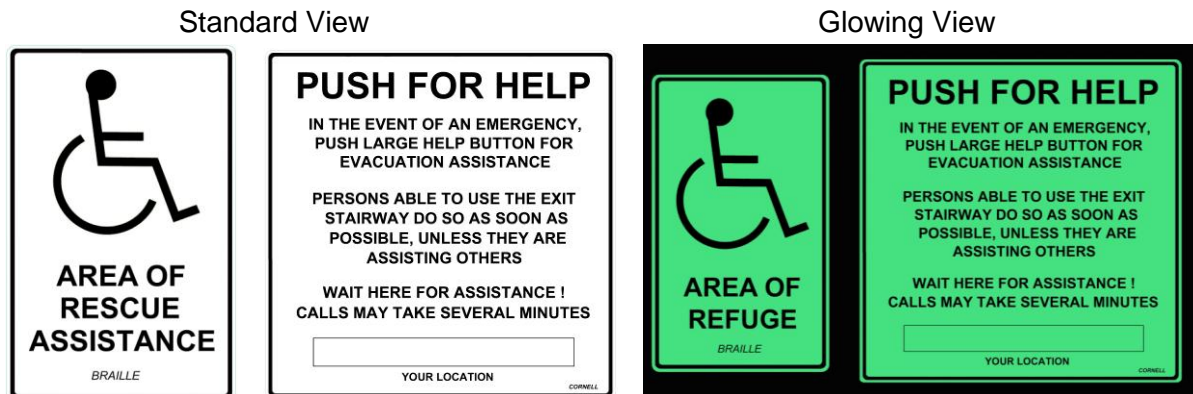 Standard View
AREA OF
RESCUE
ASSISTANCE
BRAILLE
PUSH FOR HELP
IN THE EVENT OF AN EMERGENCY,
PUSH LARGE HELP BUTTON FOR
EVACUATION ASSISTANCE
PERSONS ABLE TO USE THE EXIT
STAIRWAY DO SO AS SOON AS
POSSIBLE, UNLESS THEY ARE
ASSISTING OTHERS
WAIT HERE FOR ASSISTANCE !
CALLS MAY TAKE SEVERAL MINUTES
YOUR LOCATION
CORNELL
Glowing View
AREA OF
REFUGE
BRAILLE
PUSH FOR HELP
IN THE EVENT OF AN EMERGENCY,
PUSH LARGE HELP BUTTON FOR
EVACUATION ASSISTANCE
PERSONS ABLE TO USE THE EXIT
STAIRWAY DO SO AS SOON AS
POSSIBLE, UNLESS THEY ARE
ASSISTING OTHERS
WAIT HERE FOR ASSISTANCE !
CALLS MAY TAKE SEVERAL MINUTES
YOUR LOCATION
CORNELL